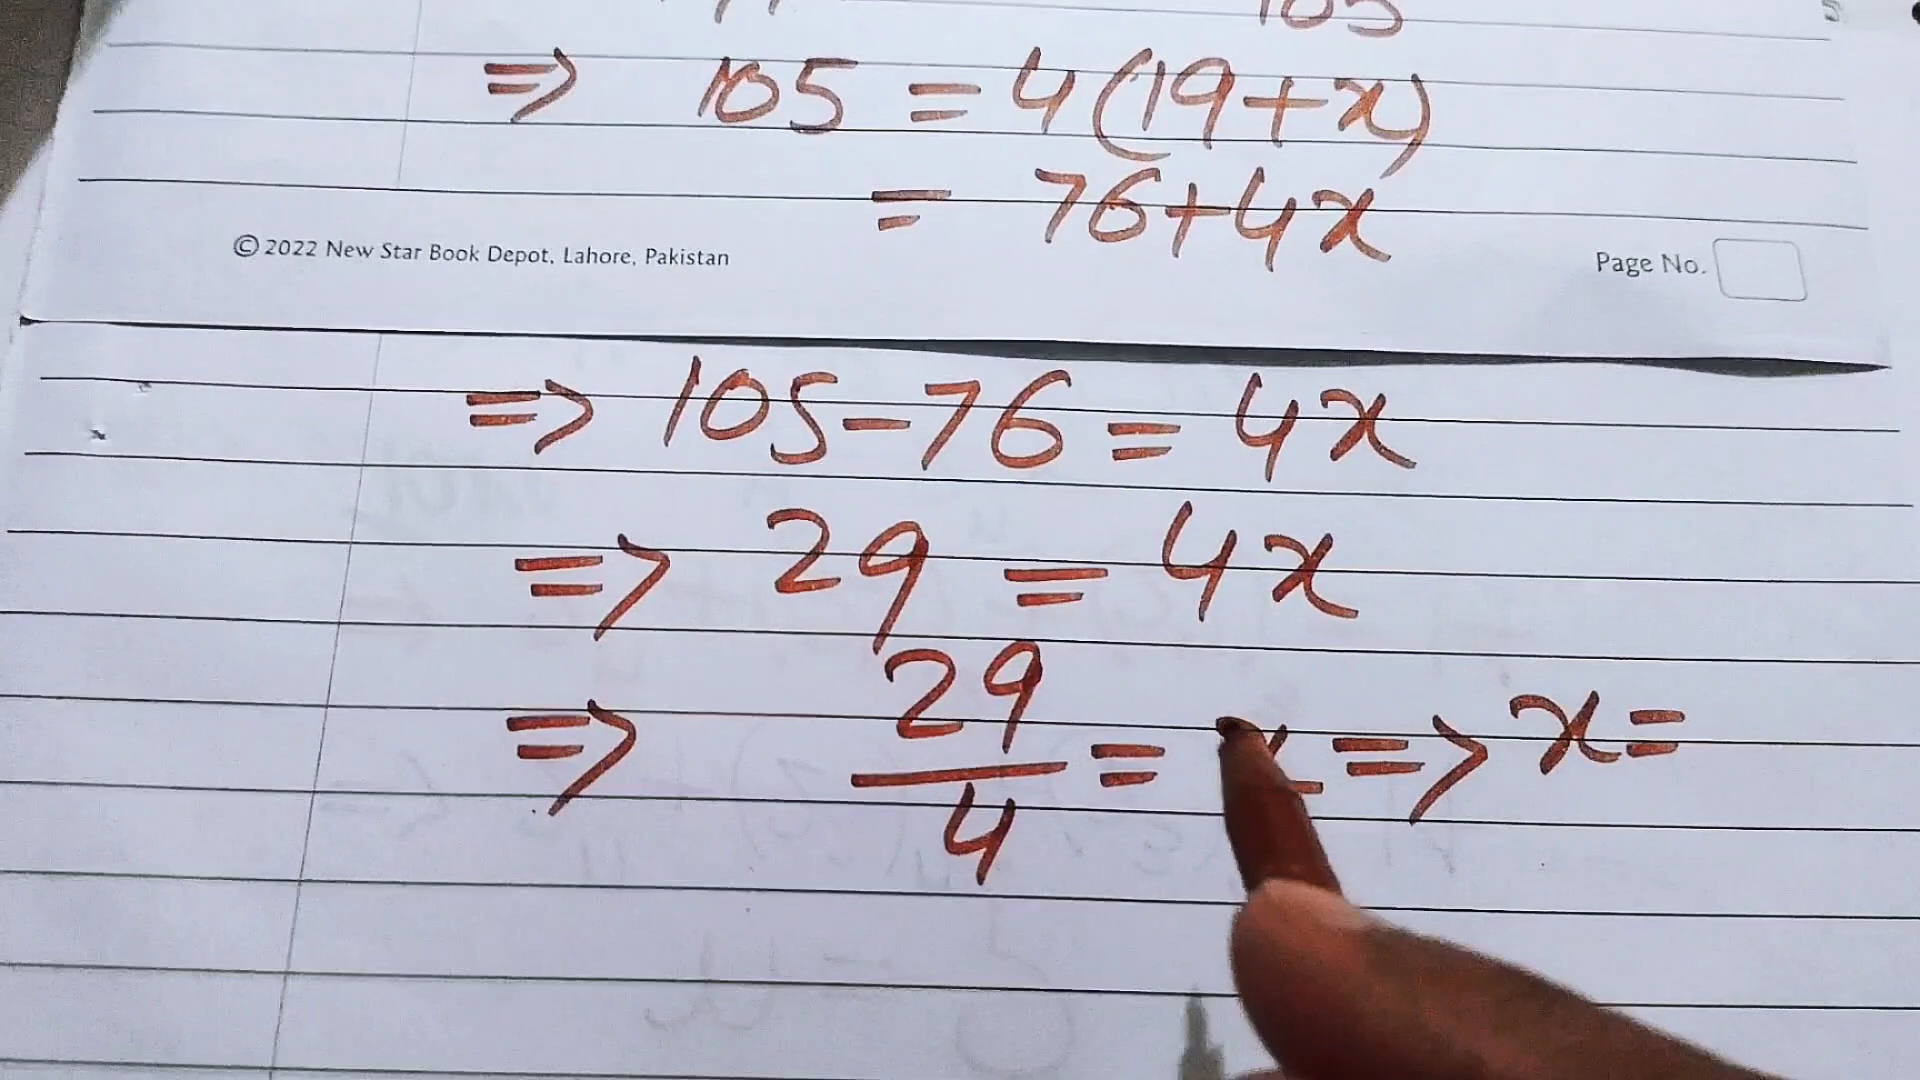 105
⇒ 105 = 4(19+x)
= 76+4x
© 2022 New Star Book Depot, Lahore, Pakistan
Page No.
⇒ 105-76 = 4x
⇒ 29 = 4x
⇒ 29/4 = x ⇒ x =